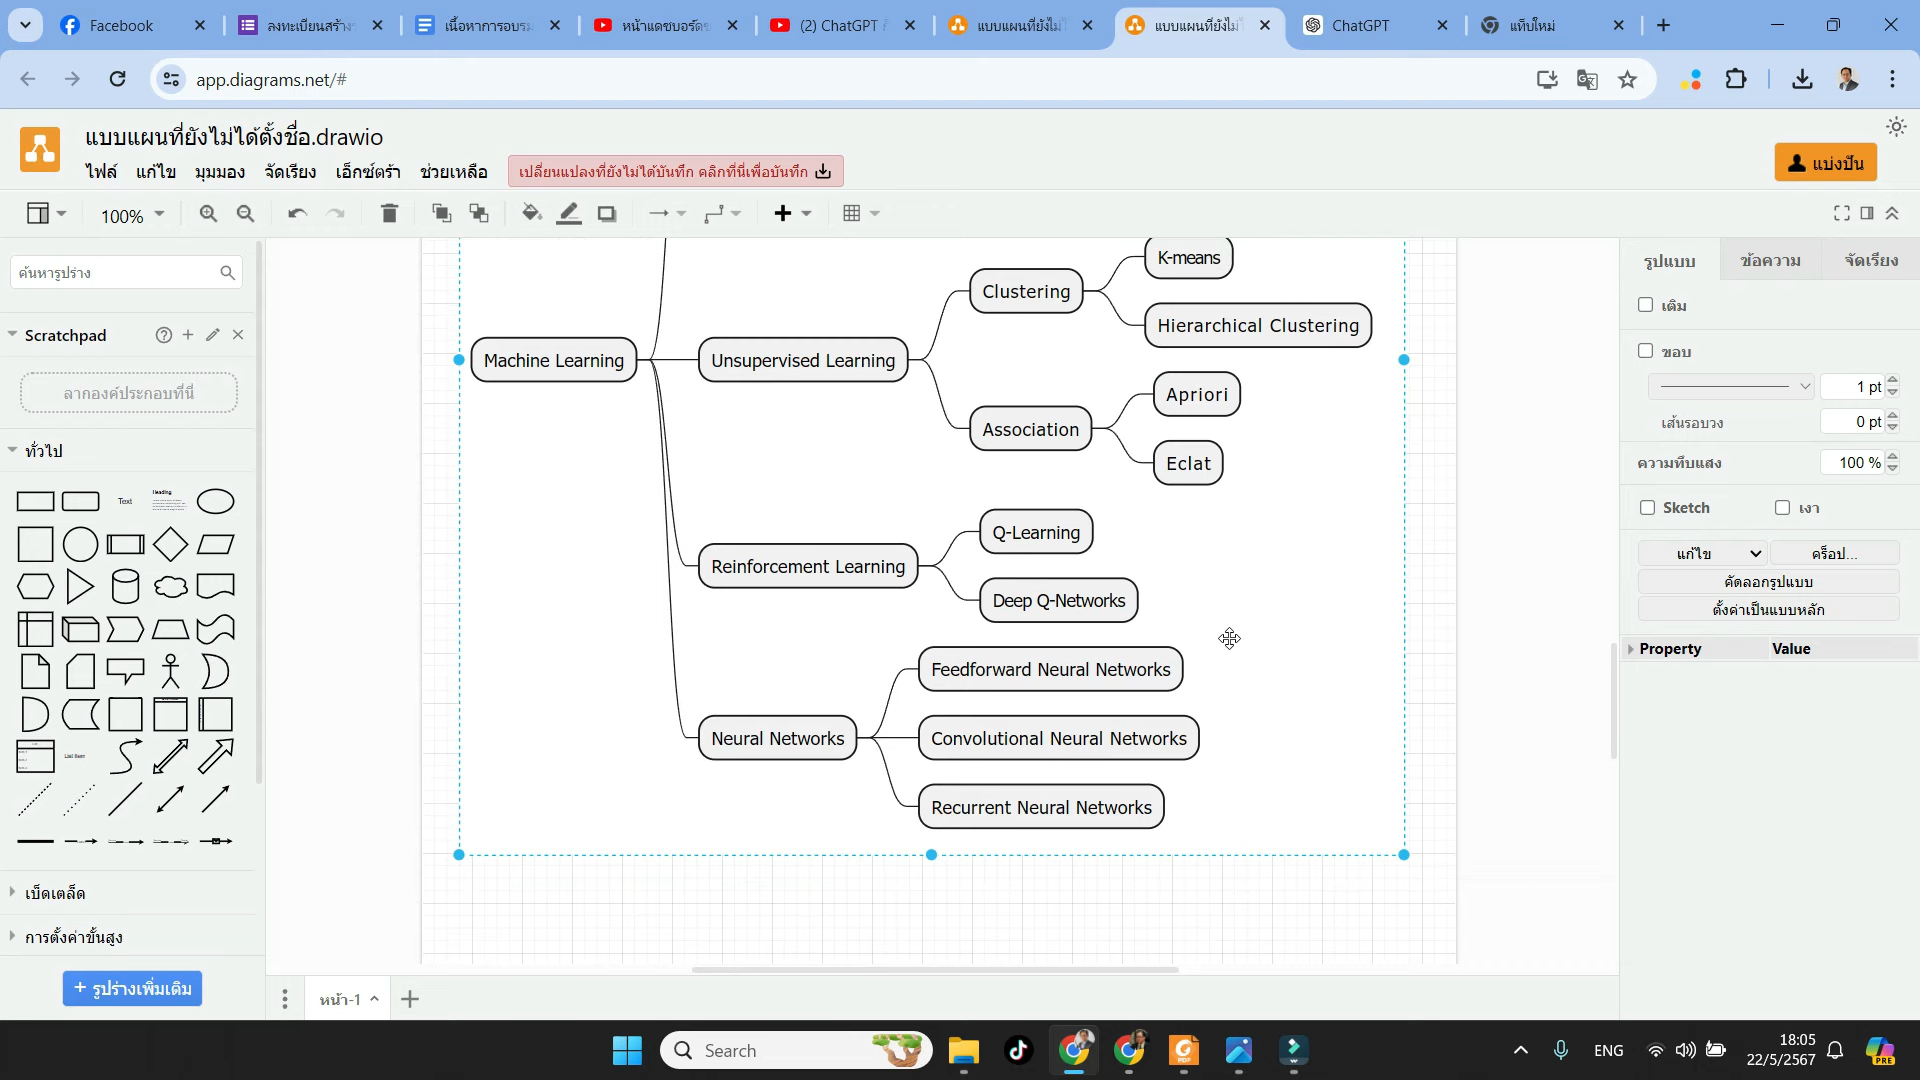 Facebook
ลงทะเบียนสร้าง
เนื้อหาการอบรม
หน้าแดชบอร์ดข
(2) ChatGPT
แบบแผนที่ยังไม่ไ
แบบแผนที่ยังไม่ไ
ChatGPT
แท็บใหม่
app.diagrams.net/#
แบบแผนที่ยังไม่ได้ตั้งชื่อ.drawio
ไฟล์ แก้ไข มุมมอง จัดเรียง เอ็กซ์ตร้า ช่วยเหลือ
เปลี่ยนแปลงที่ยังไม่ได้บันทึก คลิกที่นี่เพื่อบันทึก
แบ่งปัน
100%
ค้นหารูปร่าง
Scratchpad
ลากองค์ประกอบที่นี่
ทั่วไป
Text
Heading
List Item
เบ็ดเตล็ด
การตั้งค่าขั้นสูง
+ รูปร่างเพิ่มเติม
K-means
Clustering
Hierarchical Clustering
Machine Learning
Unsupervised Learning
Apriori
Association
Eclat
Q-Learning
Reinforcement Learning
Deep Q-Networks
Feedforward Neural Networks
Neural Networks
Convolutional Neural Networks
Recurrent Neural Networks
หน้า-1
รูปแบบ ข้อความ จัดเรียง
เติม
ขอบ
1 pt
เส้นรอบวง 0 pt
ความทึบแสง 100 %
Sketch เงา
แก้ไข คร็อป...
คัดลอกรูปแบบ
ตั้งค่าเป็นแบบหลัก
Property Value
Search
ENG
18:05
22/5/2567
PRE
PDF